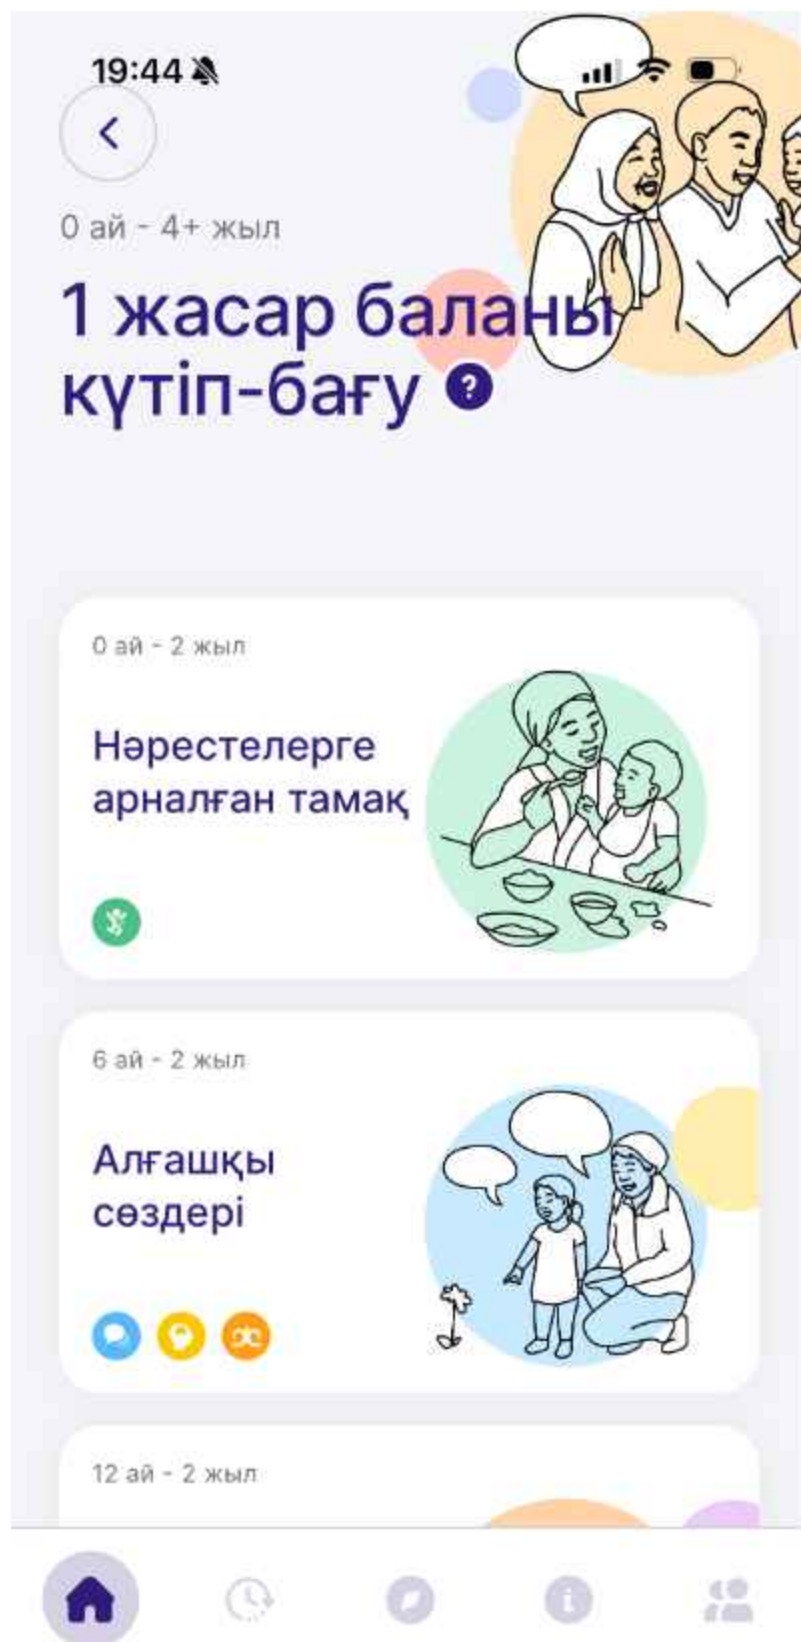 19:44
0 ай - 4+ жыл
1 жасар баланы
күтіп-бағу ?
0 ай - 2 жыл
Нәрестелерге
арналған тамақ
6 ай - 2 жыл
Алғашқы
сөздері
12 ай - 2 жыл